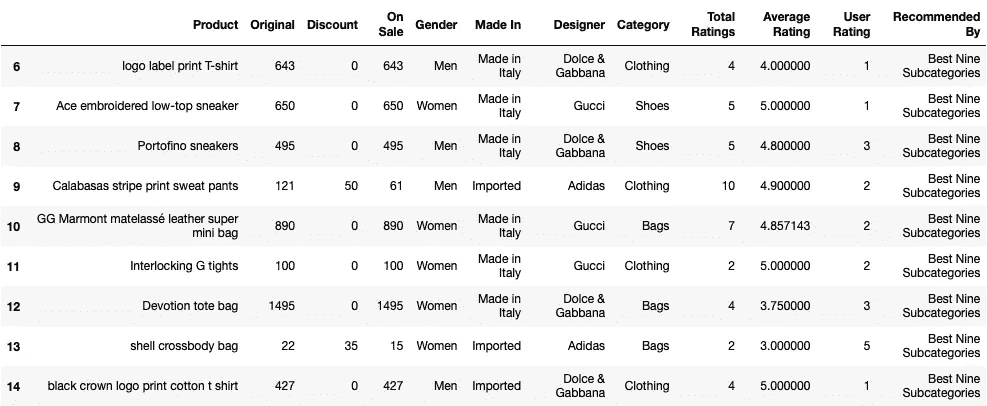 Product Original Discount On Sale Gender Made In Designer Category Total Ratings Average Rating User Rating Recommended By
6 logo label print T-shirt 643 0 643 Men Made in Italy Dolce & Gabbana Clothing 4 4.000000 1 Best Nine Subcategories
7 Ace embroidered low-top sneaker 650 0 650 Women Made in Italy Gucci Shoes 5 5.000000 1 Best Nine Subcategories
8 Portofino sneakers 495 0 495 Men Made in Italy Dolce & Gabbana Shoes 5 4.800000 3 Best Nine Subcategories
9 Calabasas stripe print sweat pants 121 50 61 Men Imported Adidas Clothing 10 4.900000 2 Best Nine Subcategories
10 GG Marmont matelassé leather super mini bag 890 0 890 Women Made in Italy Gucci Bags 7 4.857143 2 Best Nine Subcategories
11 Interlocking G tights 100 0 100 Women Made in Italy Gucci Clothing 2 5.000000 2 Best Nine Subcategories
12 Devotion tote bag 1495 0 1495 Women Made in Italy Dolce & Gabbana Bags 4 3.750000 3 Best Nine Subcategories
13 shell crossbody bag 22 35 15 Women Imported Adidas Bags 2 3.000000 5 Best Nine Subcategories
14 black crown logo print cotton t shirt 427 0 427 Men Imported Dolce & Gabbana Clothing 4 5.000000 1 Best Nine Subcategories